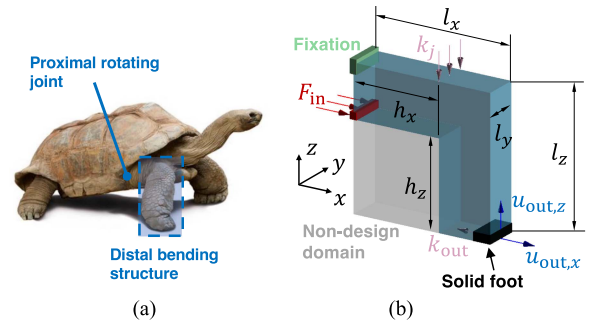 Proximal rotating
joint
Distal bending
structure
(a)
Fixation
F_in
l_x
k_j
h_x
l_y
l_z
h_z
z
y
x
Non-design
domain
k_out
u_out,z
u_out,x
Solid foot
(b)